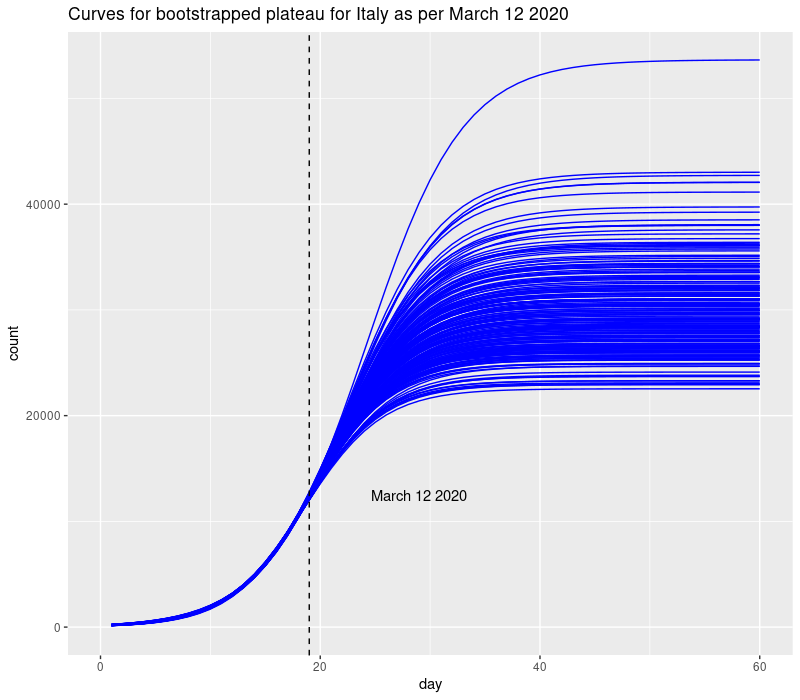 Curves for bootstrapped plateau for Italy as per March 12 2020
count
40000
20000
0
March 12 2020
0 20 40 60
day